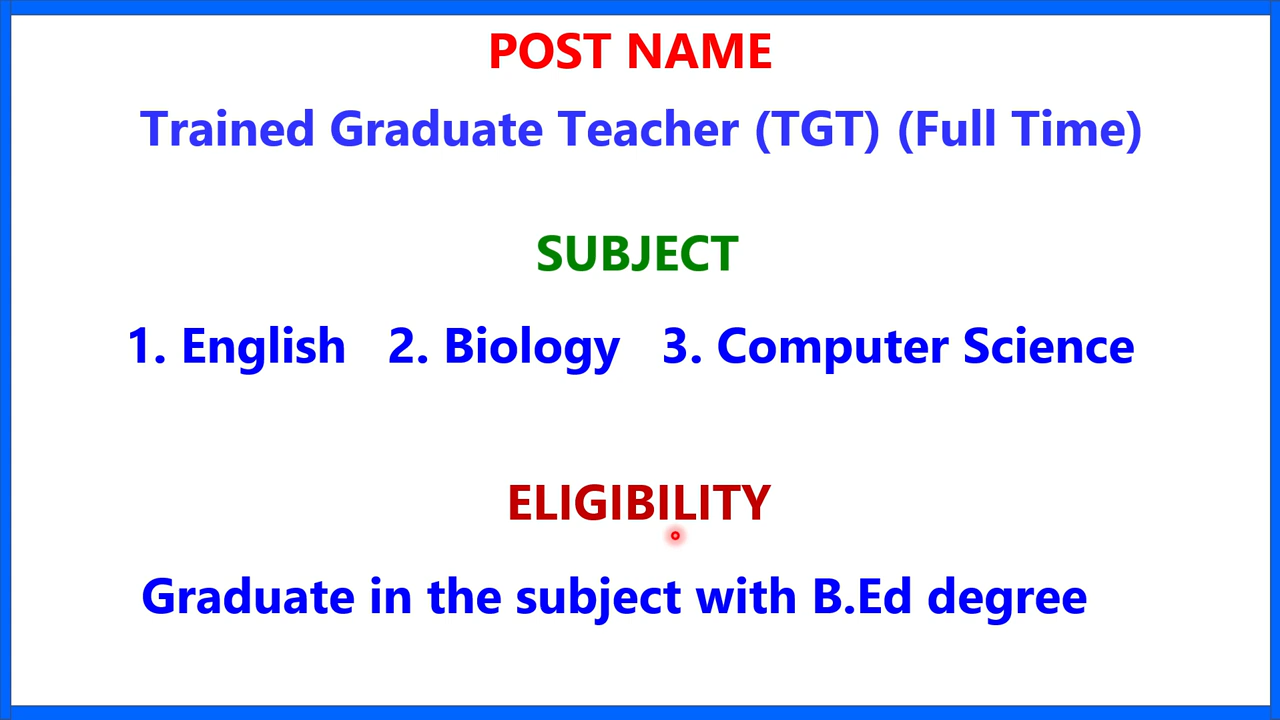 POST NAME
Trained Graduate Teacher (TGT) (Full Time)
SUBJECT
1. English 2. Biology 3. Computer Science
ELIGIBILITY
Graduate in the subject with B.Ed degree